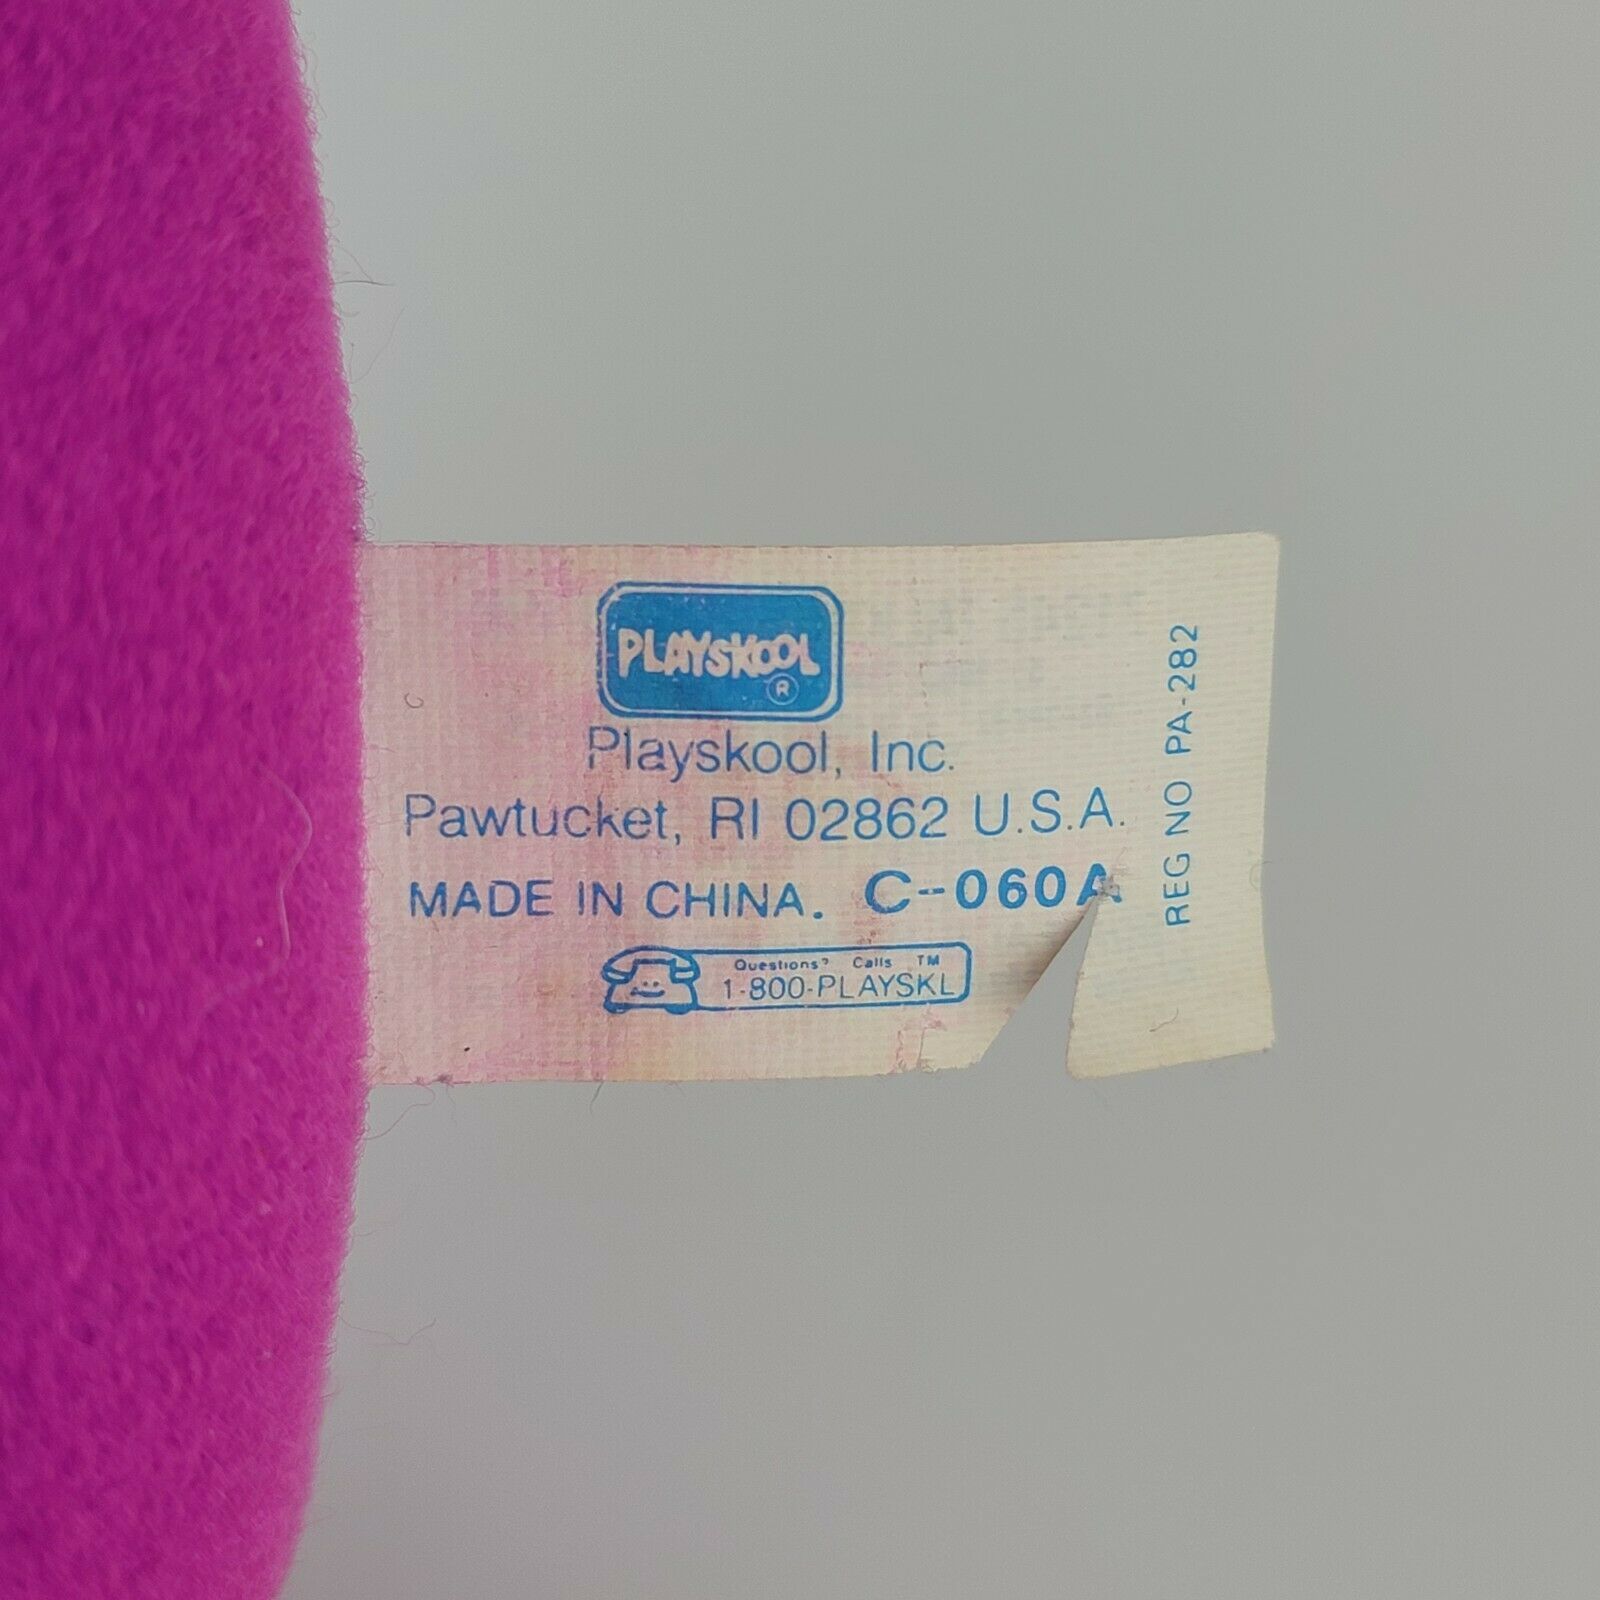 PLAYSKOOL
®
Playskool, Inc.
Pawtucket, RI 02862 U.S.A.
MADE IN CHINA. C-060A
Questions? Calls TM
1-800-PLAYSKL
REG NO PA-282